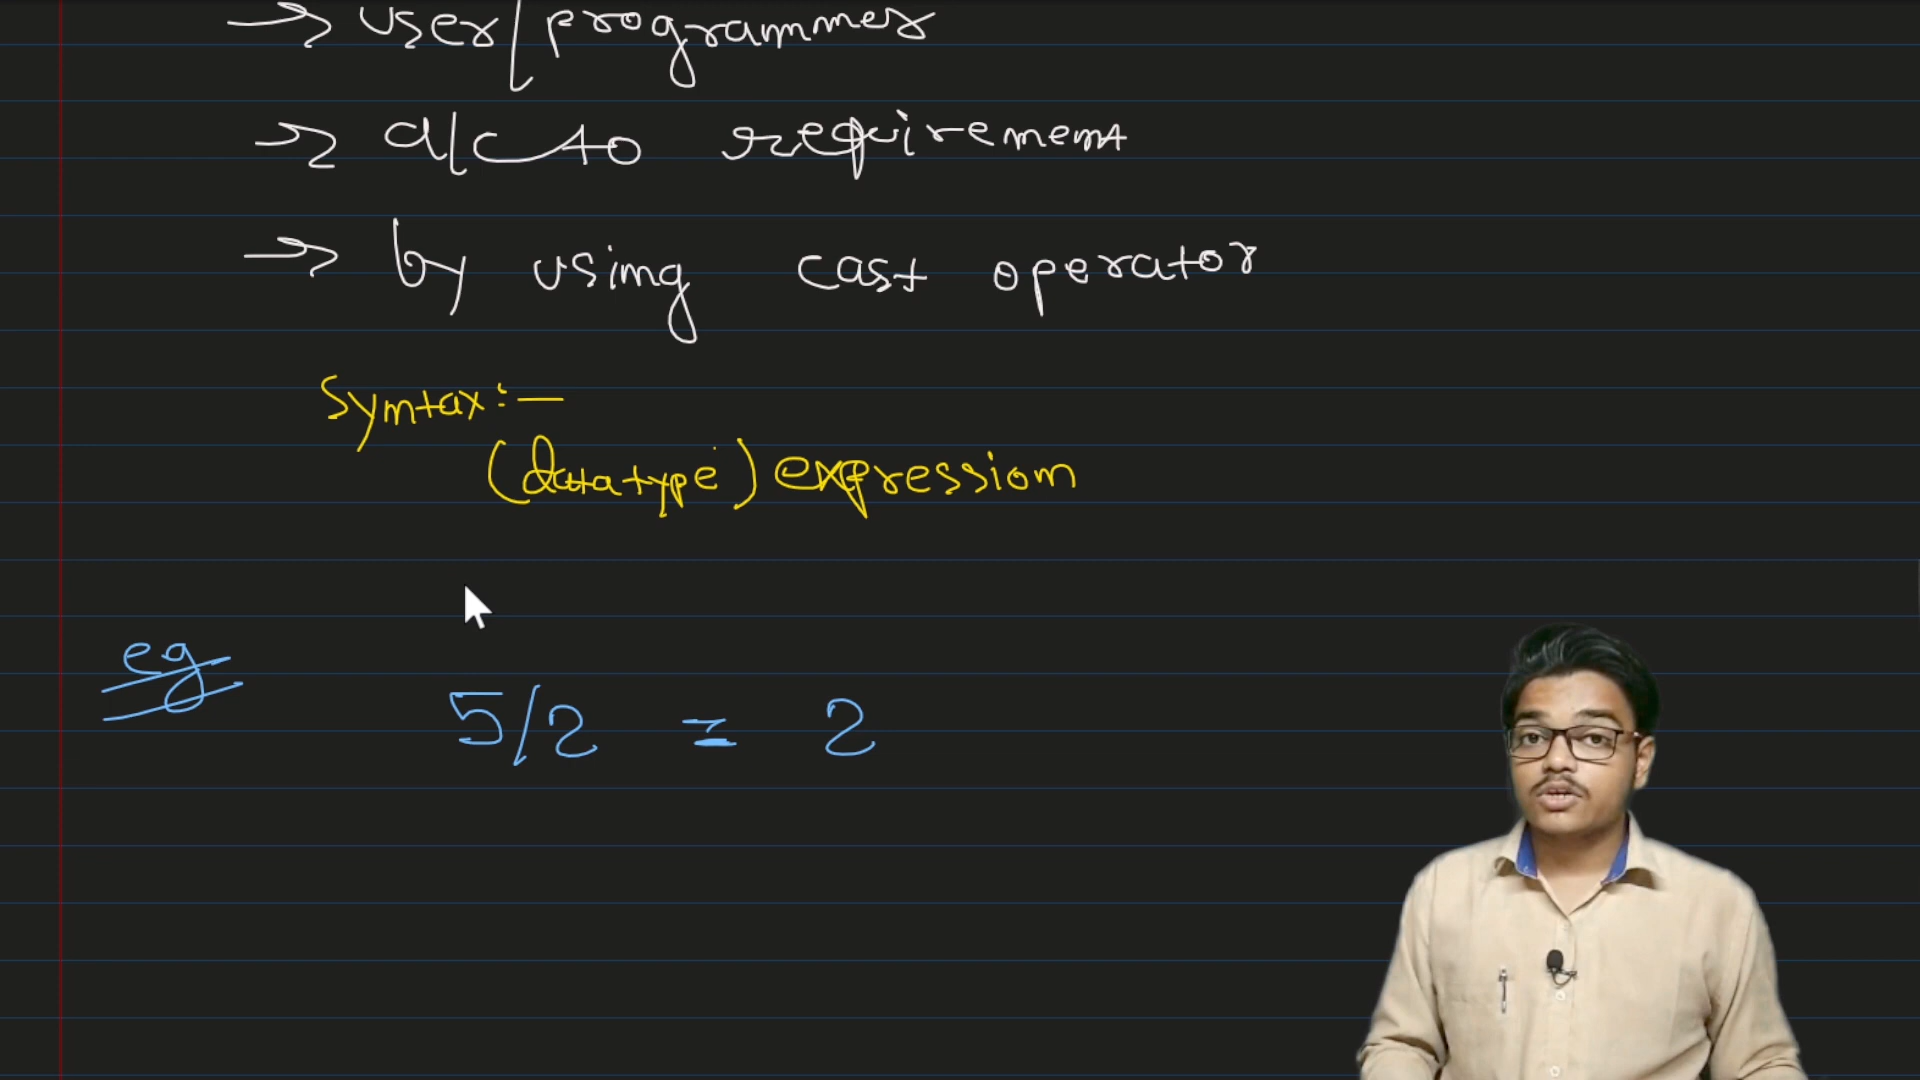 → user/programmer
→ a/c to requirement
→ by using cast operator
Syntax:-
(datatype) expression
eg
5/2 = 2